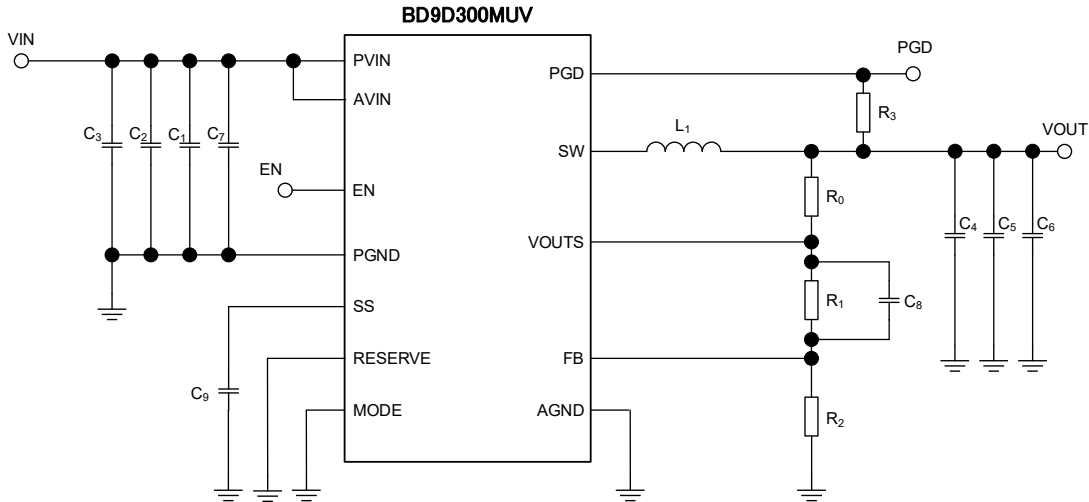 BD9D300MUV
VIN
PVIN
AVIN
EN
EN
PGND
SS
RESERVE
MODE
PGD
SW
VOUTS
FB
AGND
C₃
C₂
C₁
C₇
C₉
L₁
PGD
R₃
VOUT
R₀
R₁
C₈
R₂
C₄
C₅
C₆